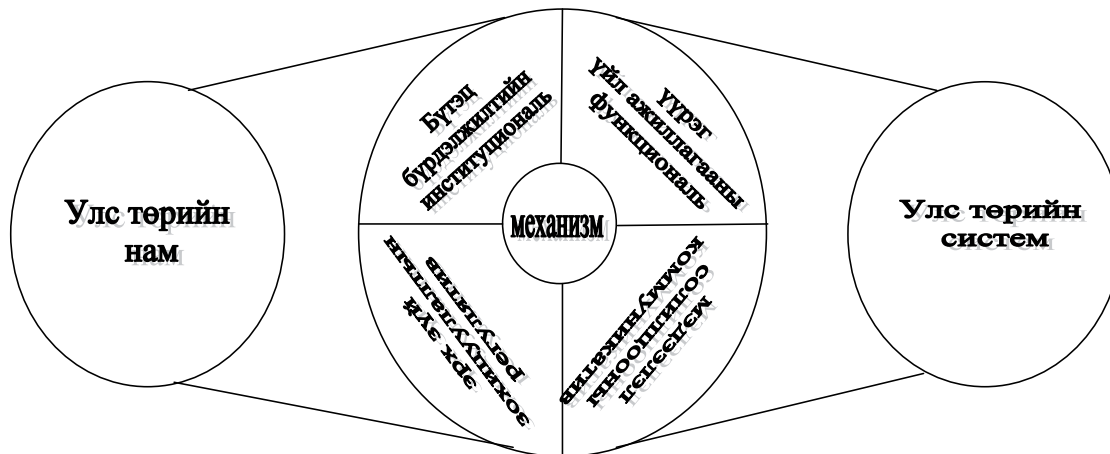 Улс төрийн
нам
Бүтэц
бүрдэлжилтийн
институциональ
үүрэг
үйл ажиллагааны
функциональ
механизм
эрх зүй
зохицуулалтын
регулятив
мэдээлэл
солилцооны
коммуникатив
Улс төрийн
систем